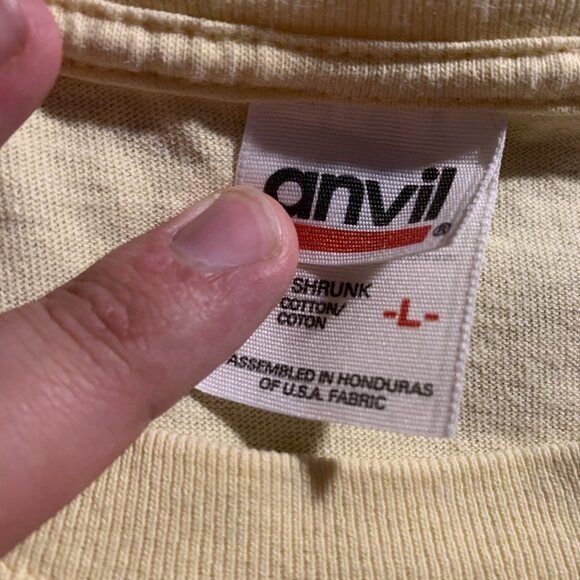 anvil®
SHRUNK
COTTON/
COTON
-L-
ASSEMBLED IN HONDURAS
OF U.S.A. FABRIC